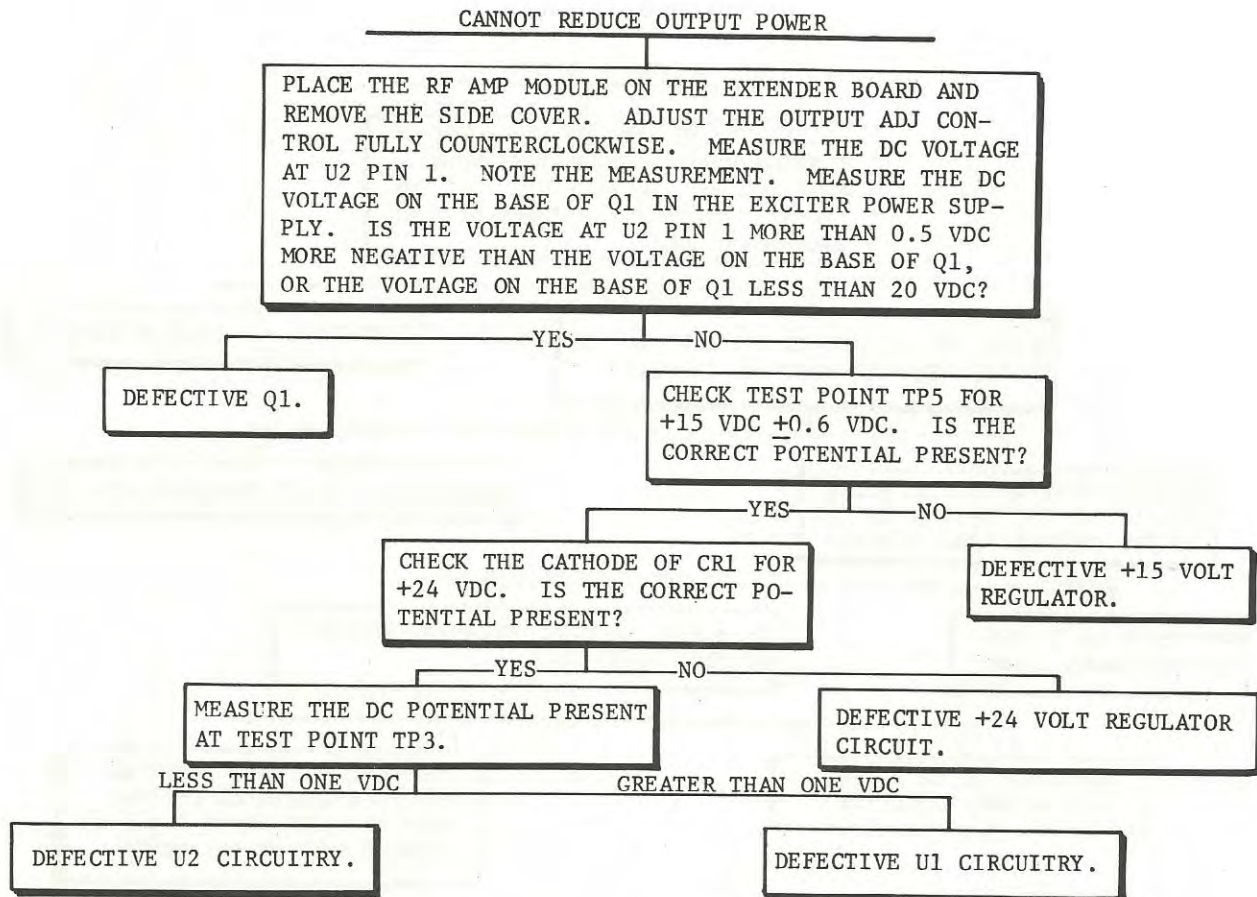 CANNOT REDUCE OUTPUT POWER
PLACE THE RF AMP MODULE ON THE EXTENDER BOARD AND
REMOVE THE SIDE COVER. ADJUST THE OUTPUT ADJ CON-
TROL FULLY COUNTERCLOCKWISE. MEASURE THE DC VOLTAGE
AT U2 PIN 1. NOTE THE MEASUREMENT. MEASURE THE DC
VOLTAGE ON THE BASE OF Q1 IN THE EXCITER POWER SUP-
PLY. IS THE VOLTAGE AT U2 PIN 1 MORE THAN 0.5 VDC
MORE NEGATIVE THAN THE VOLTAGE ON THE BASE OF Q1,
OR THE VOLTAGE ON THE BASE OF Q1 LESS THAN 20 VDC?
YES NO
DEFECTIVE Q1.
CHECK TEST POINT TP5 FOR
+15 VDC ±0.6 VDC. IS THE
CORRECT POTENTIAL PRESENT?
YES NO
CHECK THE CATHODE OF CR1 FOR
+24 VDC. IS THE CORRECT PO-
TENTIAL PRESENT?
DEFECTIVE +15 VOLT
REGULATOR.
YES NO
MEASURE THE DC POTENTIAL PRESENT
AT TEST POINT TP3.
DEFECTIVE +24 VOLT REGULATOR
CIRCUIT.
LESS THAN ONE VDC GREATER THAN ONE VDC
DEFECTIVE U2 CIRCUITRY.
DEFECTIVE U1 CIRCUITRY.